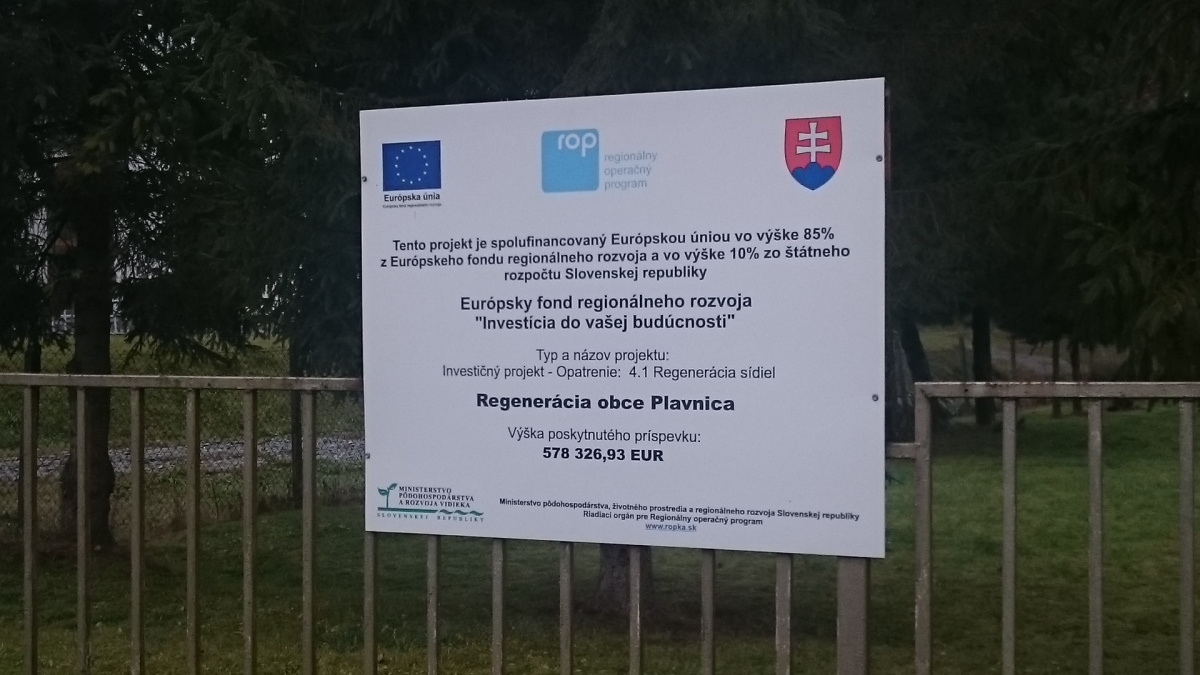 Európska únia
Európsky fond regionálneho rozvoja
rop
regionálny
operačný
program
Tento projekt je spolufinancovaný Európskou úniou vo výške 85%
z Európskeho fondu regionálneho rozvoja a vo výške 10% zo štátneho
rozpočtu Slovenskej republiky
Európsky fond regionálneho rozvoja
"Investícia do vašej budúcnosti"
Typ a názov projektu:
Investičný projekt - Opatrenie: 4.1 Regenerácia sídiel
Regenerácia obce Plavnica
Výška poskytnutého príspevku:
578 326,93 EUR
MINISTERSTVO
PÔDOHOSPODÁRSTVA
A ROZVOJA VIDIEKA
SLOVENSKEJ REPUBLIKY
Ministerstvo pôdohospodárstva, životného prostredia a regionálneho rozvoja Slovenskej republiky
Riadiaci orgán pre Regionálny operačný program
www.ropka.sk